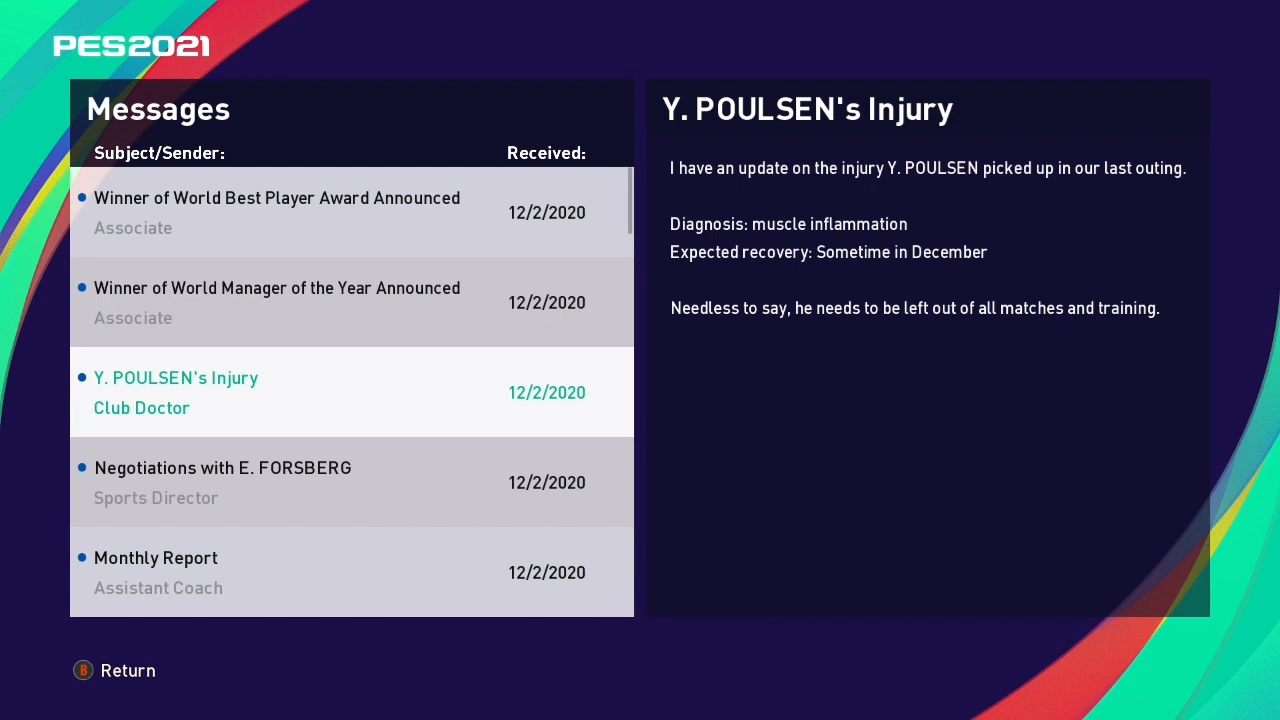 PES2021
Messages
Subject/Sender:
Received:
Winner of World Best Player Award Announced
Associate
12/2/2020
Winner of World Manager of the Year Announced
Associate
12/2/2020
Y. POULSEN's Injury
Club Doctor
12/2/2020
Negotiations with E. FORSBERG
Sports Director
12/2/2020
Monthly Report
Assistant Coach
12/2/2020
Y. POULSEN's Injury
I have an update on the injury Y. POULSEN picked up in our last outing.
Diagnosis: muscle inflammation
Expected recovery: Sometime in December
Needless to say, he needs to be left out of all matches and training.
B Return